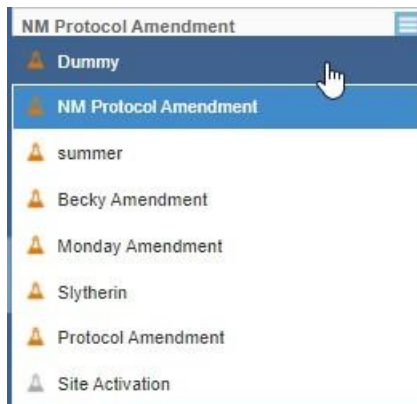 NM Protocol Amendment
Dummy
NM Protocol Amendment
summer
Becky Amendment
Monday Amendment
Slytherin
Protocol Amendment
Site Activation